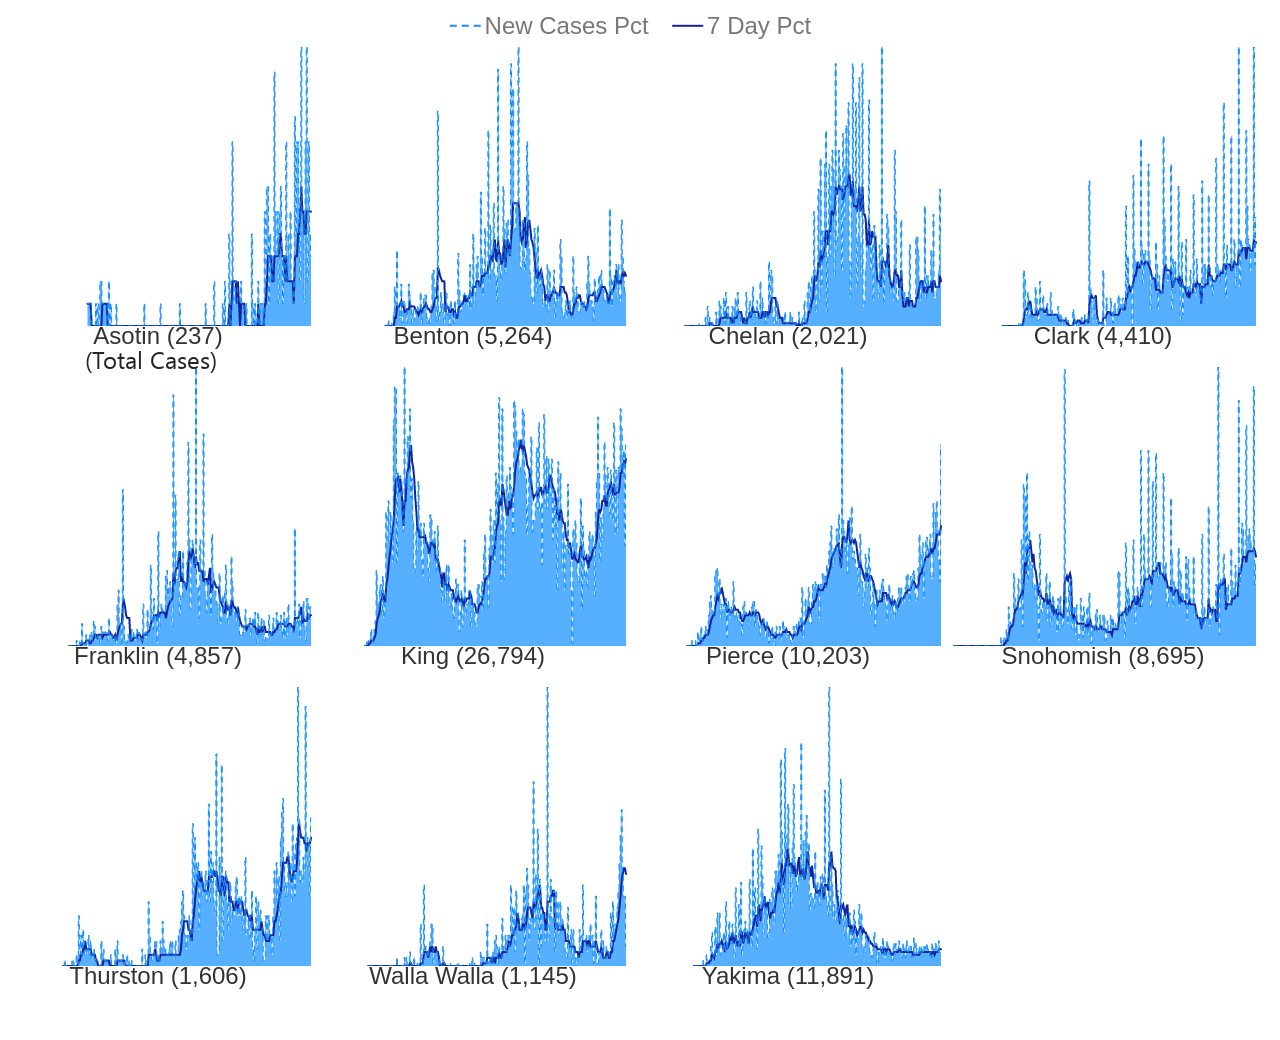 New Cases Pct 7 Day Pct
Asotin (237) Benton (5,264) Chelan (2,021) Clark (4,410)
(Total Cases)
Franklin (4,857) King (26,794) Pierce (10,203) Snohomish (8,695)
Thurston (1,606) Walla Walla (1,145) Yakima (11,891)